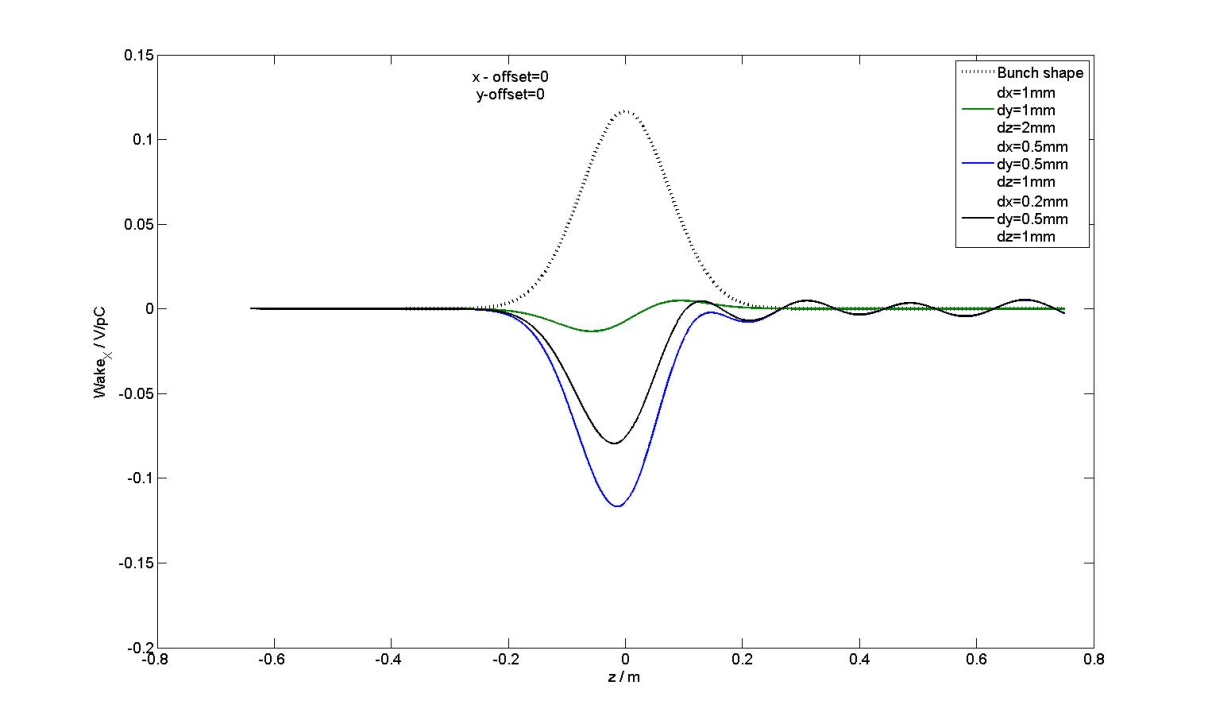 0.15
0.1
0.05
0
-0.05
-0.1
-0.15
-0.2
Wake_X / V/pC
x - offset=0
y-offset=0
Bunch shape
dx=1mm
dy=1mm
dz=2mm
dx=0.5mm
dy=0.5mm
dz=1mm
dx=0.2mm
dy=0.5mm
dz=1mm
-0.8 -0.6 -0.4 -0.2 0 0.2 0.4 0.6 0.8
z / m